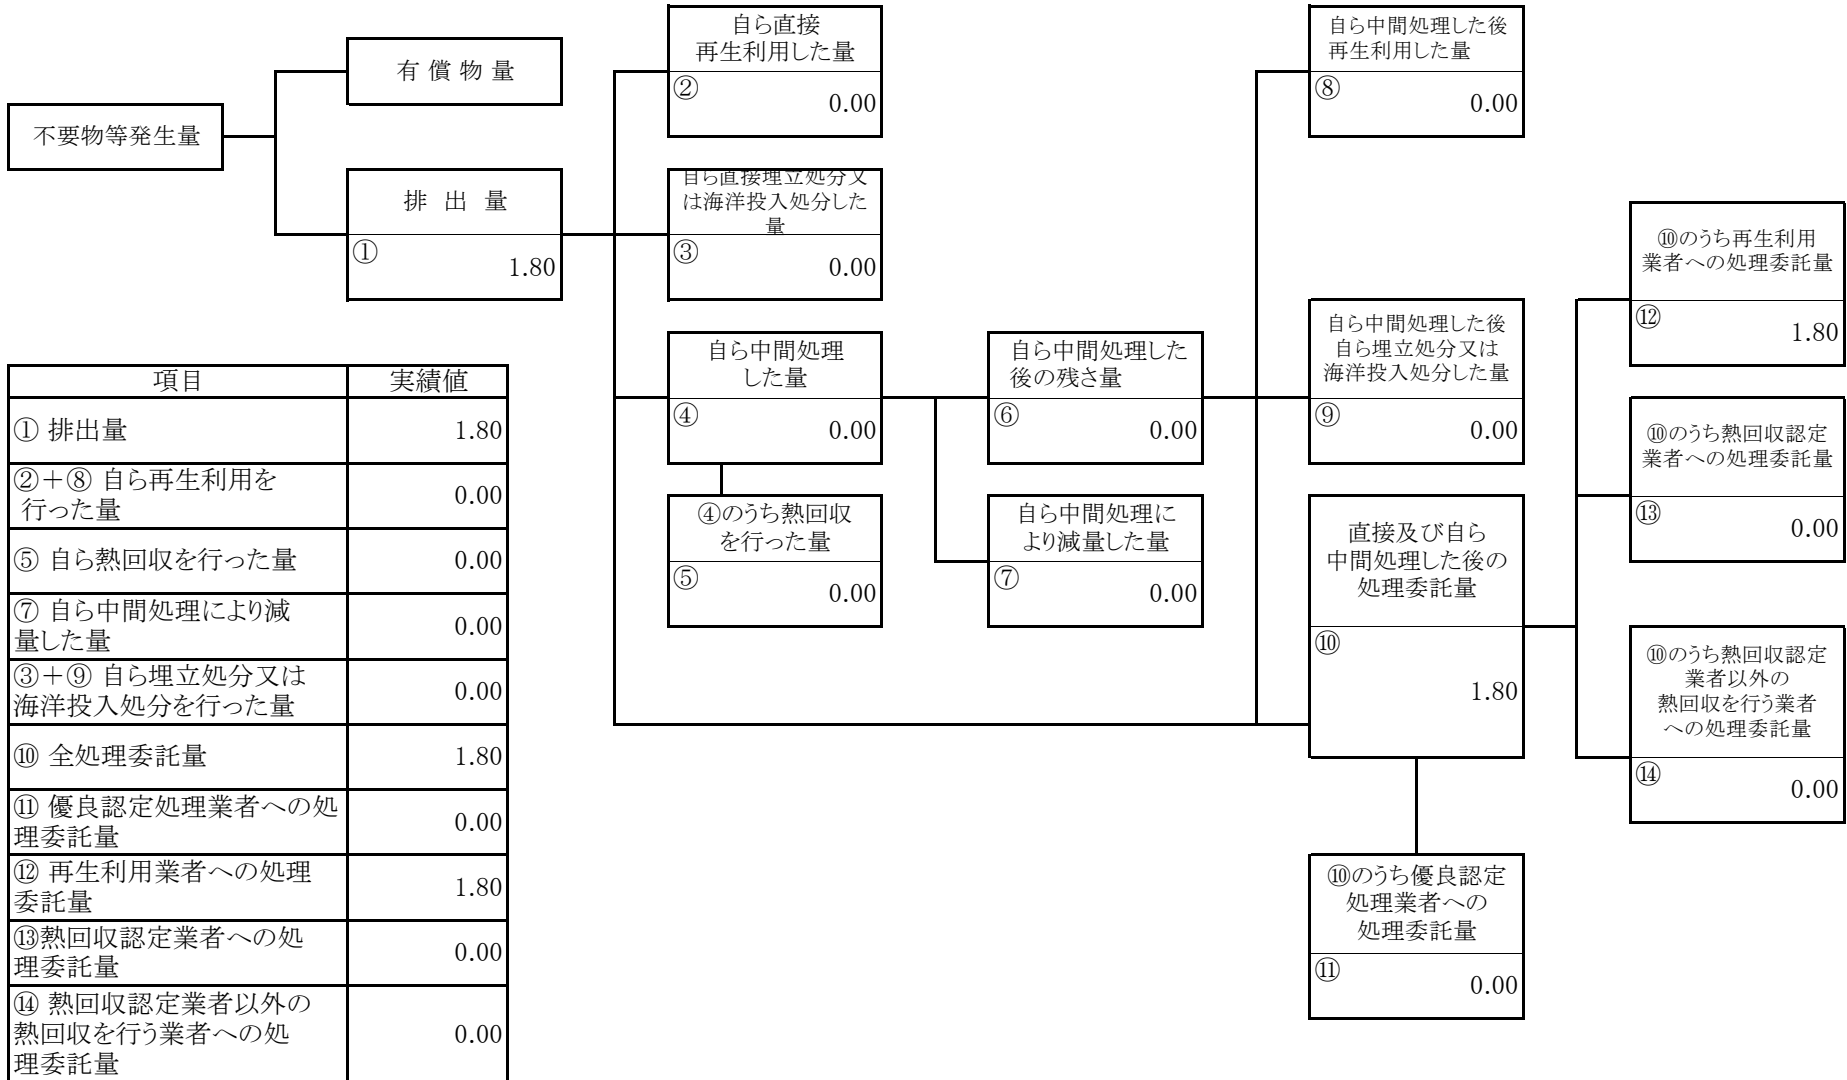 不要物等発生量
有 償 物 量
排 出 量
①
1.80
自ら直接
再生利用した量
②
0.00
自ら直接埋立処分又
は海洋投入処分した
量
③
0.00
自ら中間処理
した量
④
0.00
④のうち熱回収
を行った量
⑤
0.00
自ら中間処理した
後の残さ量
⑥
0.00
自ら中間処理に
より減量した量
⑦
0.00
自ら中間処理した後
再生利用した量
⑧
0.00
自ら中間処理した後
自ら埋立処分又は
海洋投入処分した量
⑨
0.00
直接及び自ら
中間処理した後の
処理委託量
⑩
1.80
⑩のうち優良認定
処理業者への
処理委託量
⑪
0.00
⑩のうち再生利用
業者への処理委託量
⑫
1.80
⑩のうち熱回収認定
業者への処理委託量
⑬
0.00
⑩のうち熱回収認定
業者以外の
熱回収を行う業者
への処理委託量
⑭
0.00
項目 実績値
① 排出量 1.80
②＋⑧ 自ら再生利用を
行った量 0.00
⑤ 自ら熱回収を行った量 0.00
⑦ 自ら中間処理により減
量した量 0.00
③＋⑨ 自ら埋立処分又は
海洋投入処分を行った量 0.00
⑩ 全処理委託量 1.80
⑪ 優良認定処理業者への処
理委託量 0.00
⑫ 再生利用業者への処理
委託量 1.80
⑬熱回収認定業者への処
理委託量 0.00
⑭ 熱回収認定業者以外の
熱回収を行う業者への処
理委託量 0.00